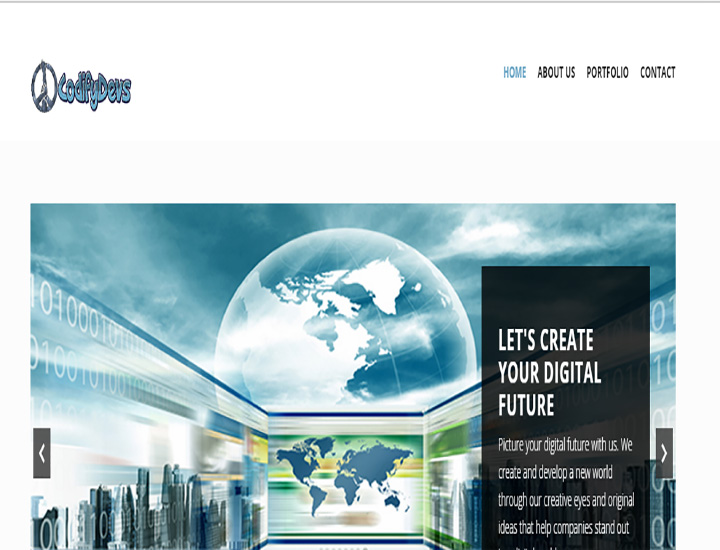 CodifyDevs
HOME ABOUT US PORTFOLIO CONTACT
LET'S CREATE
YOUR DIGITAL
FUTURE
Picture your digital future with us. We
create and develop a new world
through our creative eyes and original
ideas that help companies stand out